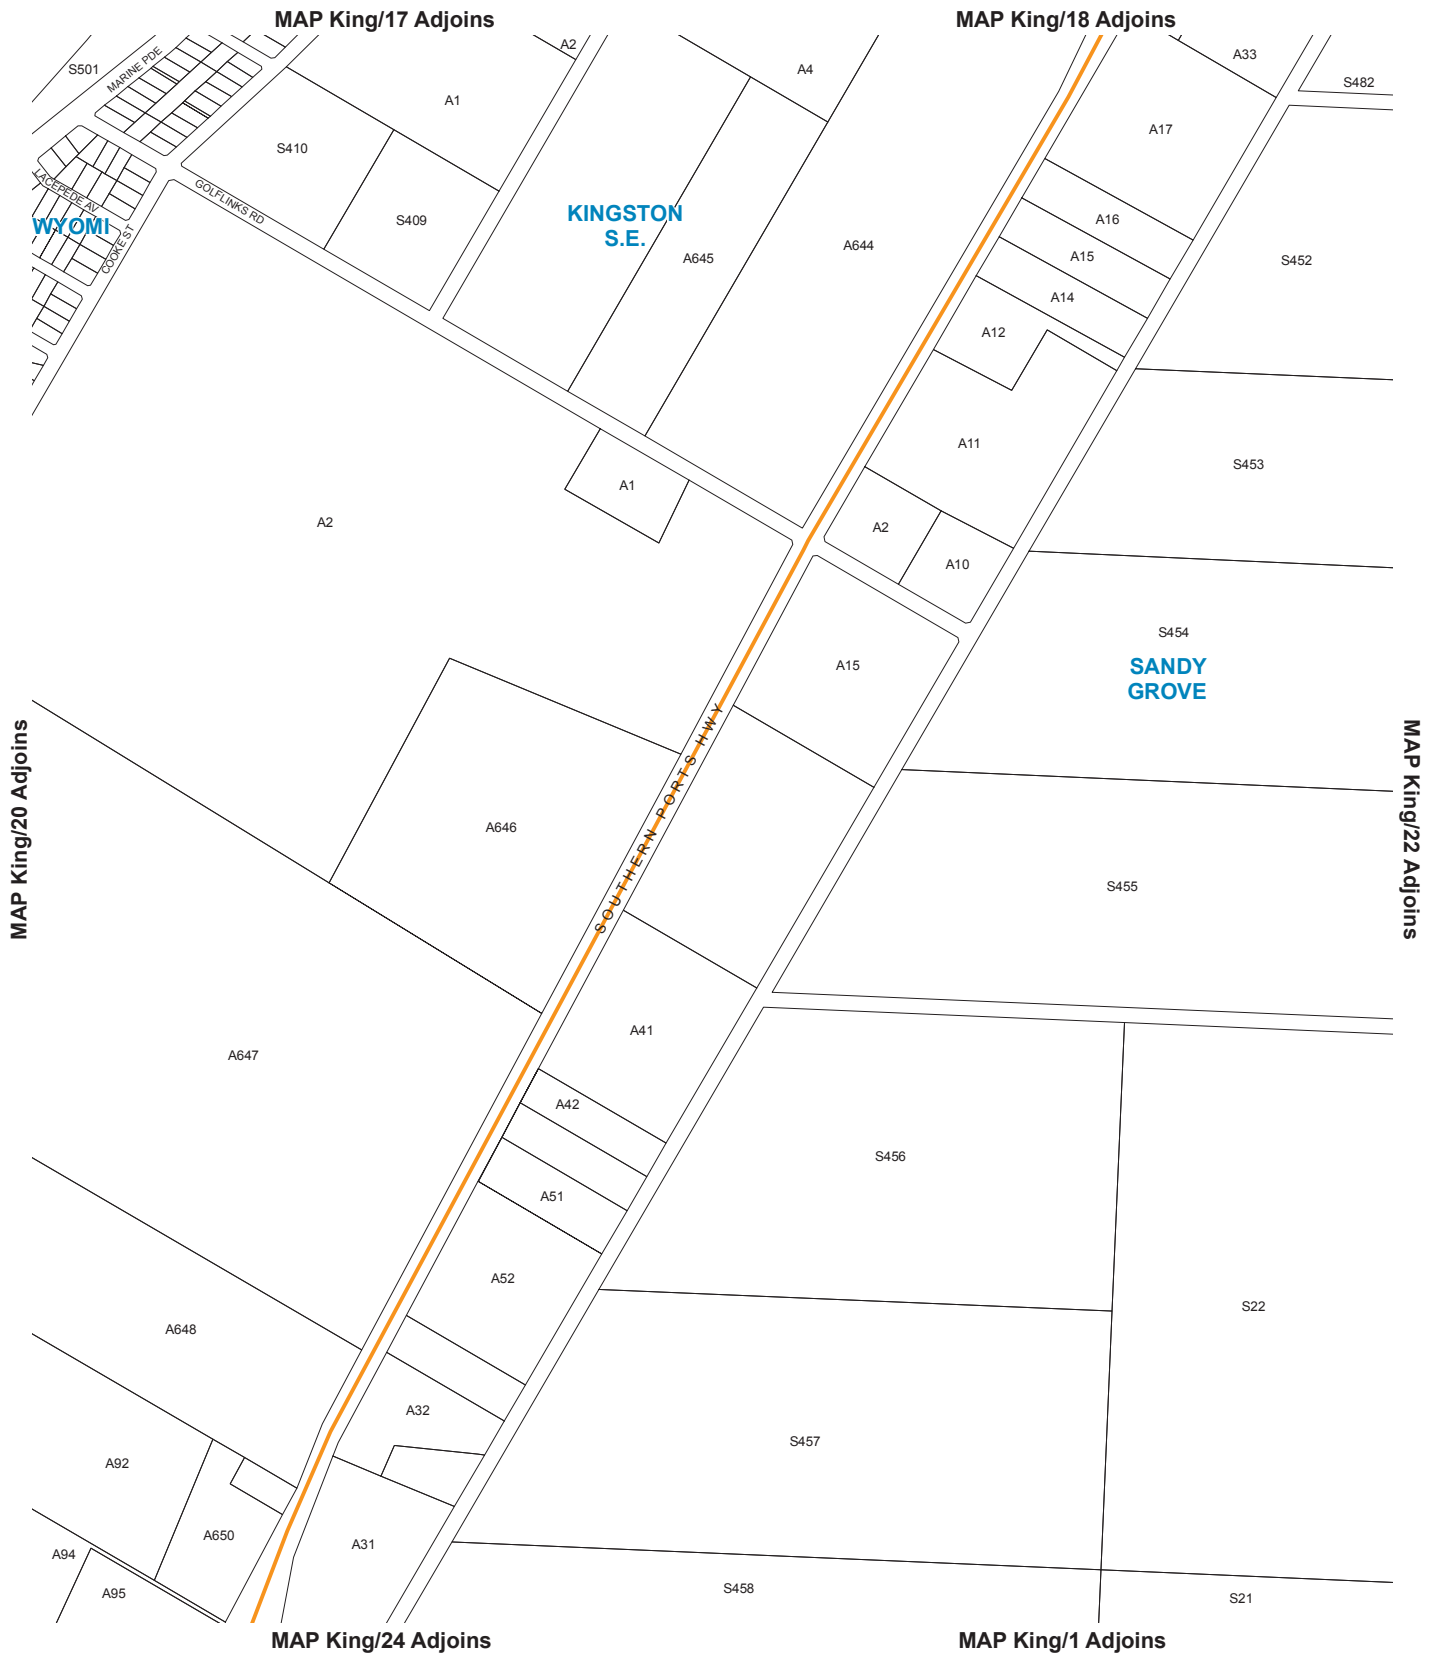 MAP King/17 Adjoins
MAP King/18 Adjoins
S501
MARINE PDE
A2
A4
A33
S482
A1
S410
A17
LACEPEDE AV
GOLFLINKS RD
S409
WYOMI
COOKE ST
KINGSTON
S.E.
A645
A644
A16
A15
S452
A14
A12
A11
S453
A1
A2
A2
A10
S454
SANDY
GROVE
A15
MAP King/20 Adjoins
SOUTHERN PORTS HWY
MAP King/22 Adjoins
A646
S455
A647
A41
A42
S456
A51
A52
S22
A648
A32
S457
A92
A650
A31
A94
A95
S458
S21
MAP King/24 Adjoins
MAP King/1 Adjoins